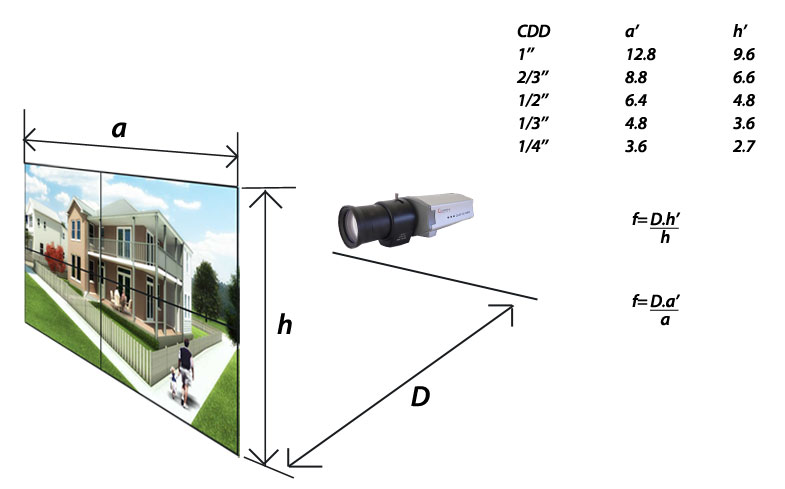 CDD a' h'
1" 12.8 9.6
2/3" 8.8 6.6
1/2" 6.4 4.8
1/3" 4.8 3.6
1/4" 3.6 2.7
a
h
D
f=D.h'
h
f=D.a'
a